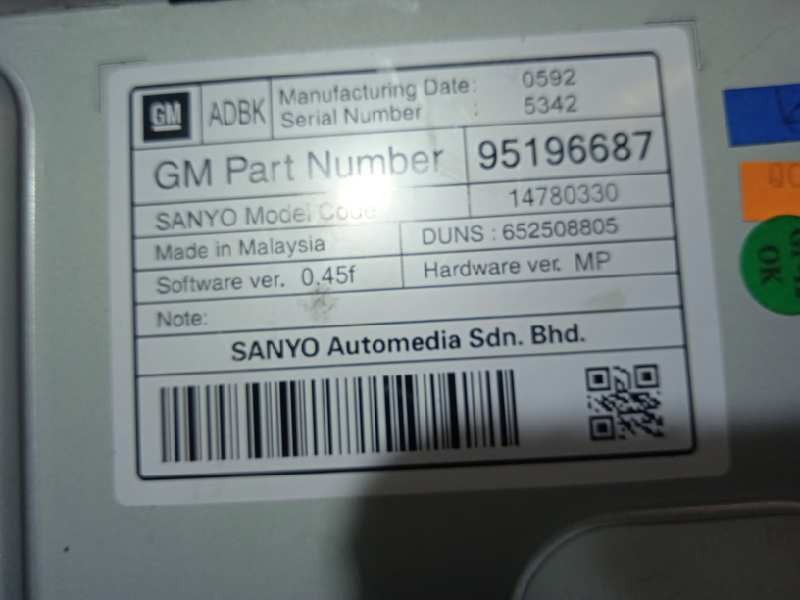 GM
ADBK
Manufacturing Date: 0592
Serial Number : 5342
GM Part Number 95196687
SANYO Model Code 14780330
Made in Malaysia
DUNS : 652508805
Software ver. 0.45f
Hardware ver. MP
Note:
SANYO Automedia Sdn. Bhd.
OK